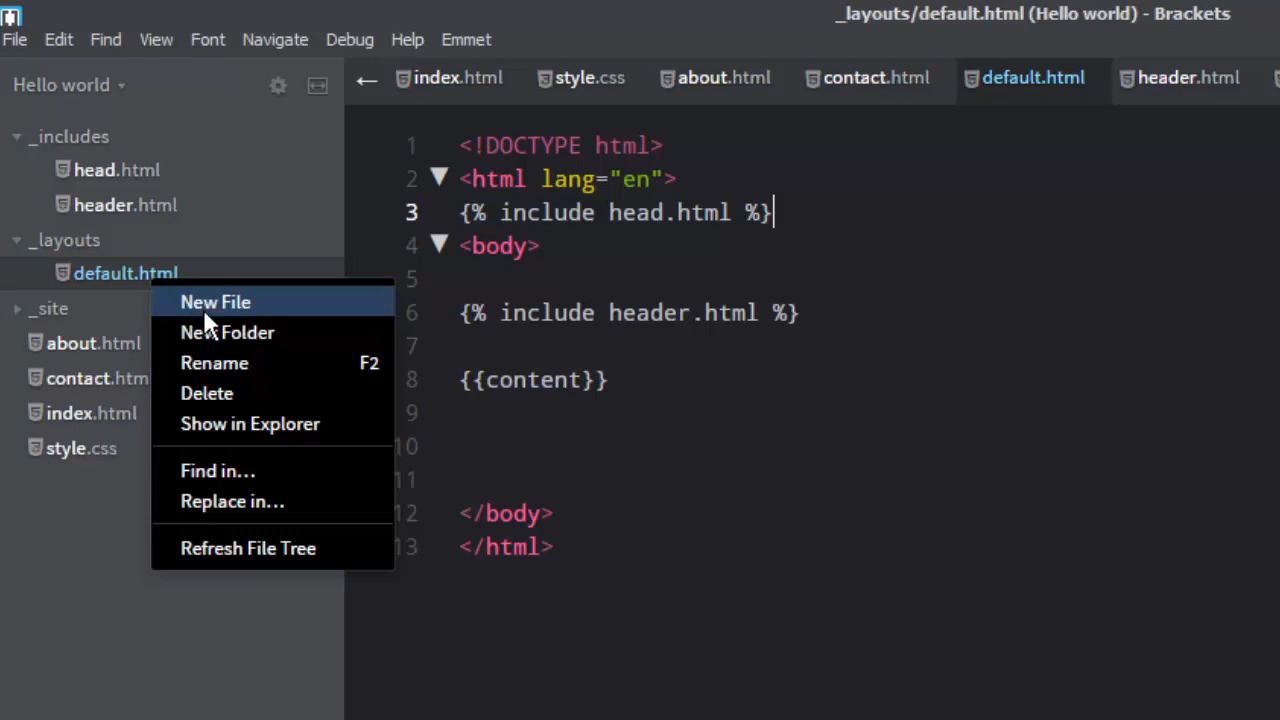 _layouts/default.html (Hello world) - Brackets
File Edit Find View Font Navigate Debug Help Emmet
Hello world
index.html style.css about.html contact.html default.html header.html
_includes
head.html
header.html
_layouts
default.html
_site
about.html
contact.htm
index.html
style.css
New File
New Folder
Rename F2
Delete
Show in Explorer
Find in...
Replace in...
Refresh File Tree
1 <!DOCTYPE html>
2 <html lang="en">
3 {% include head.html %}
4 <body>
5
6 {% include header.html %}
7
8 {{content}}
9
10
11
12 </body>
13 </html>